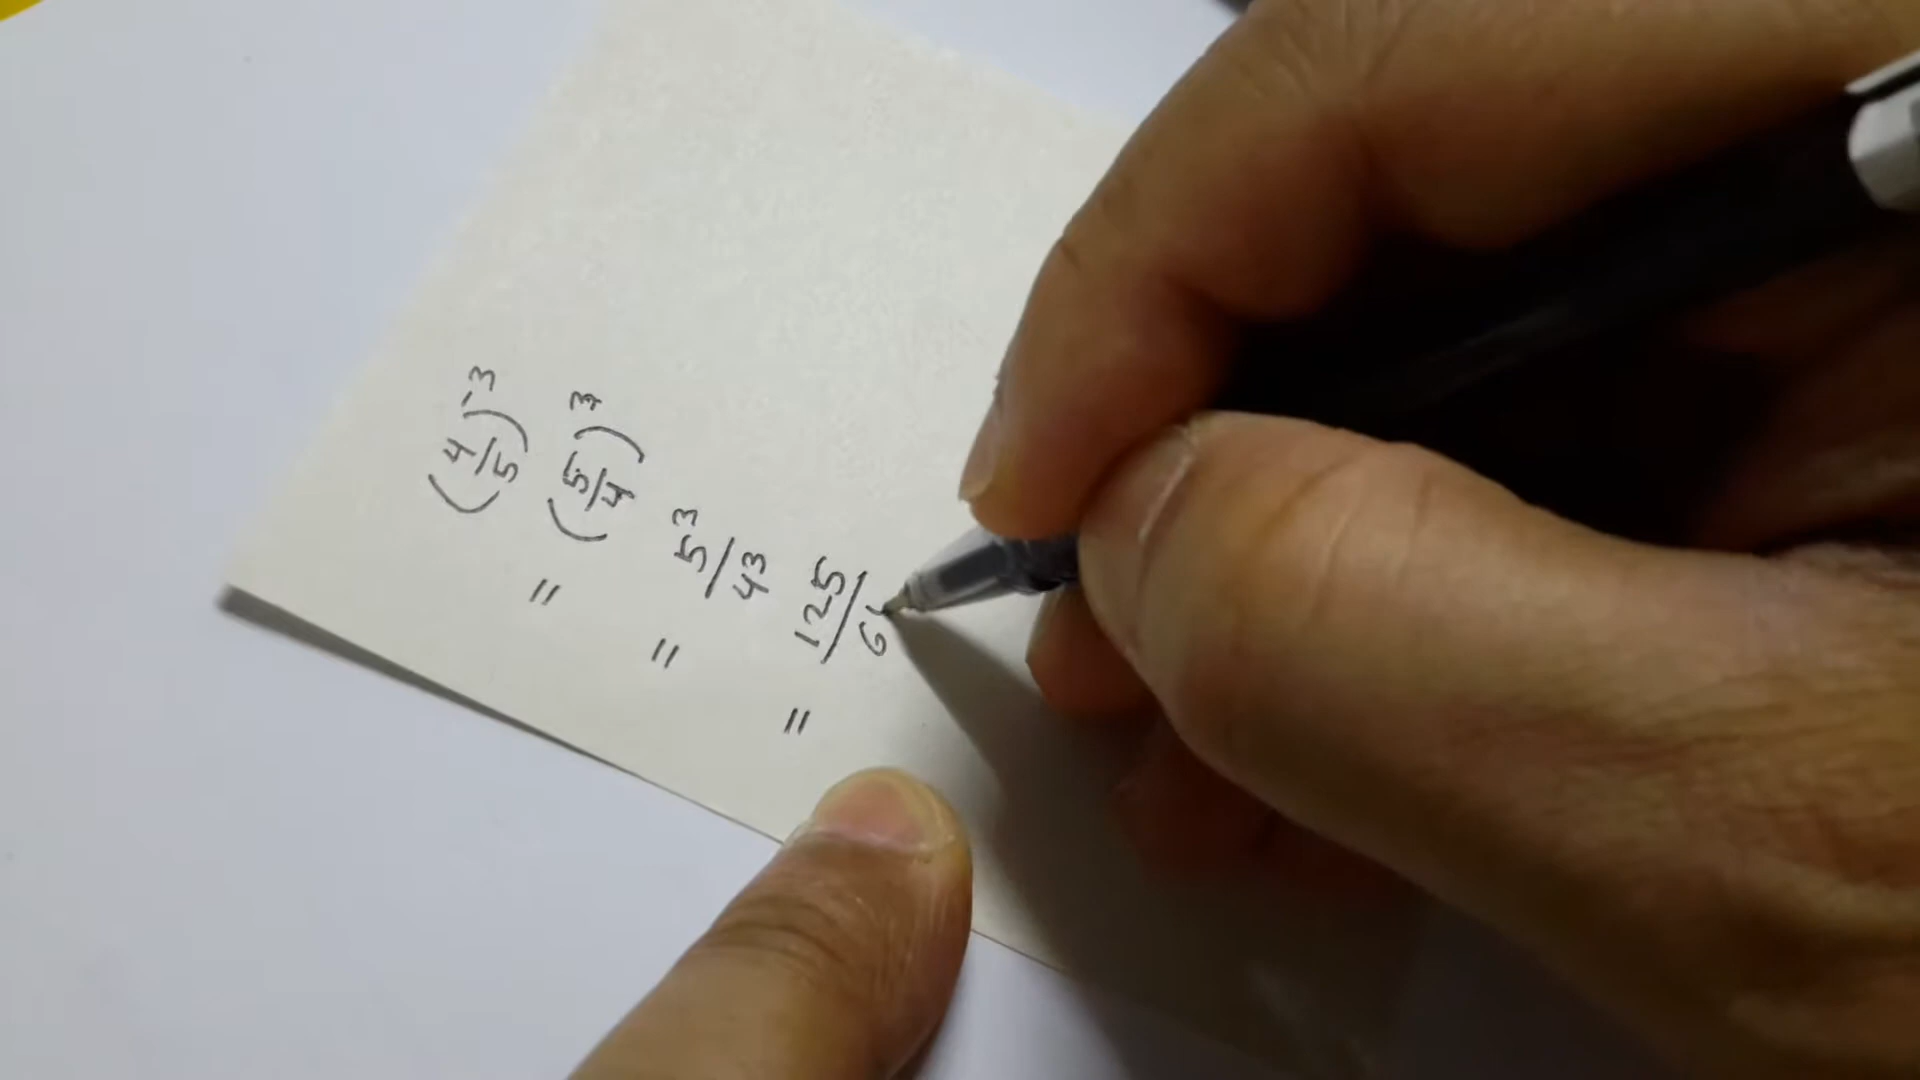 (4/5)^-3
= (5/4)^3
= 5^3/4^3
= 125/6